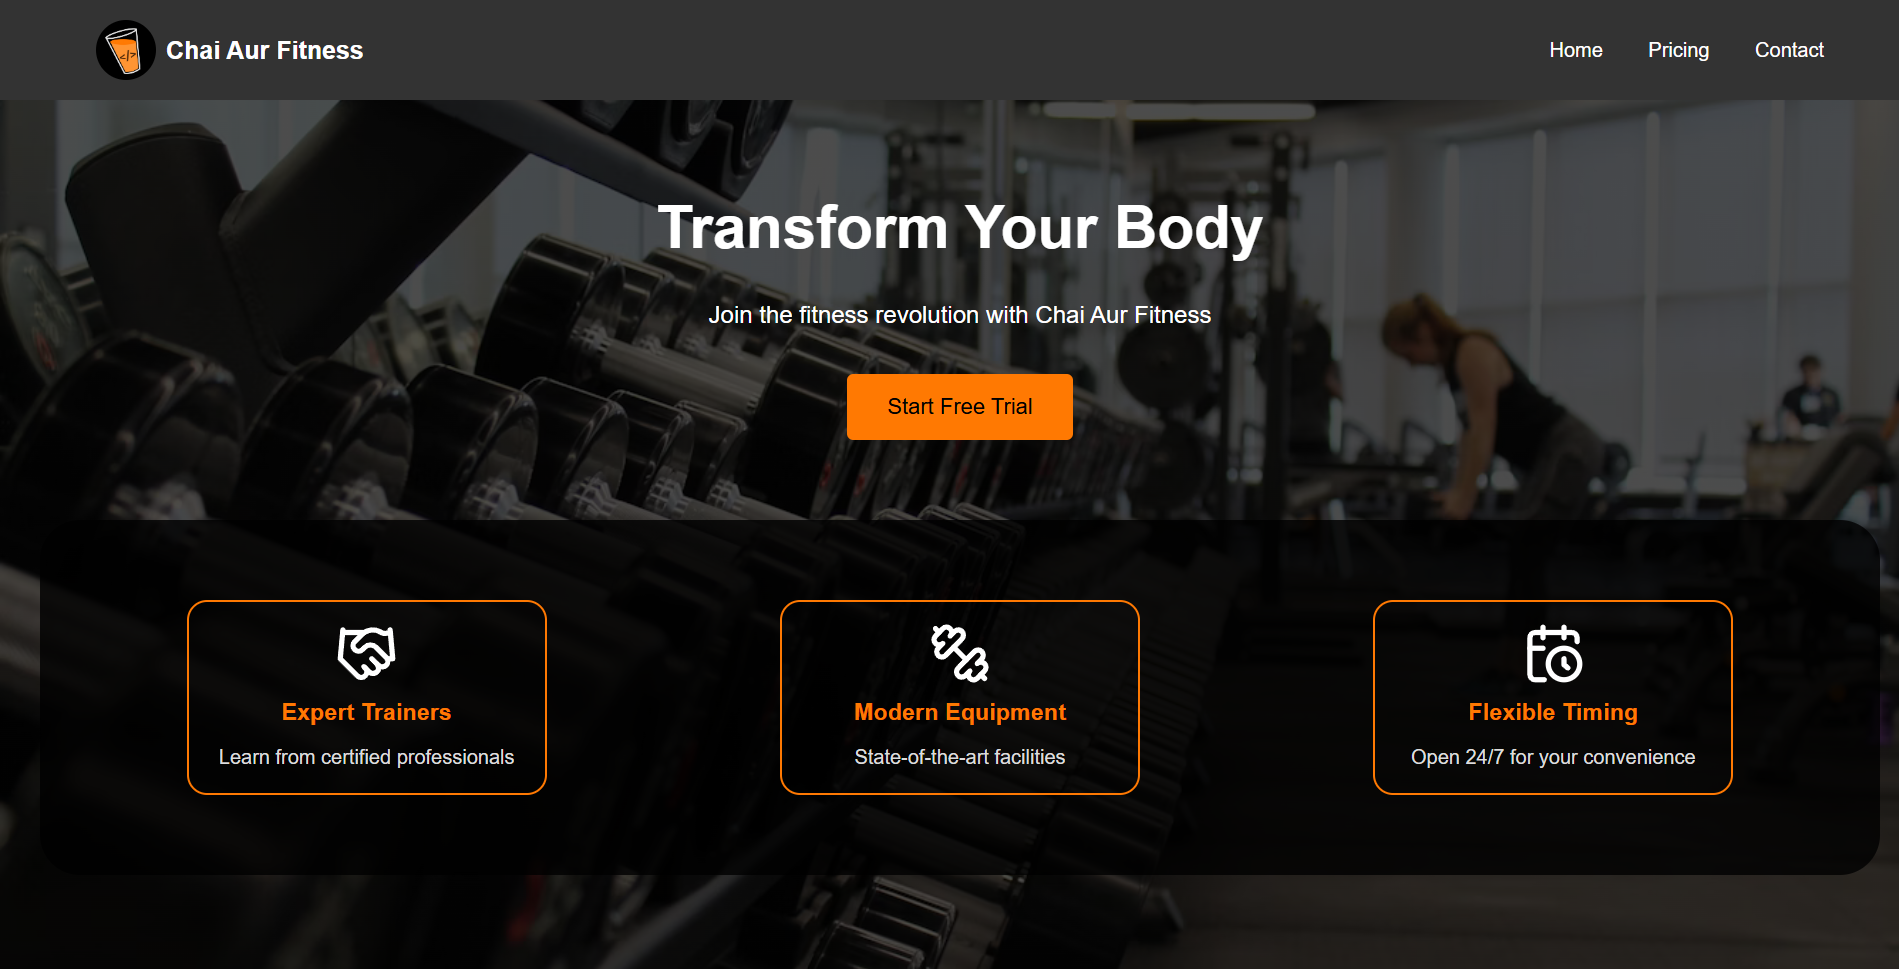 </>
Chai Aur Fitness
Home
Pricing
Contact
Transform Your Body
Join the fitness revolution with Chai Aur Fitness
Start Free Trial
Expert Trainers
Learn from certified professionals
Modern Equipment
State-of-the-art facilities
Flexible Timing
Open 24/7 for your convenience